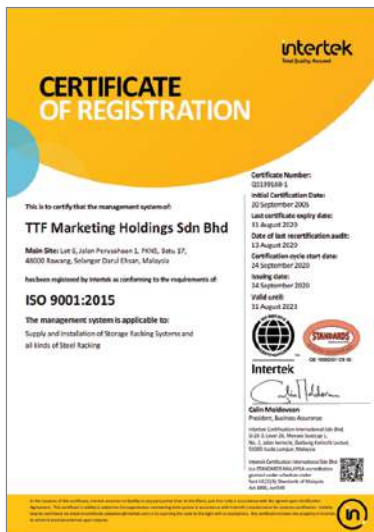 intertek
Total Quality. Assured.
CERTIFICATE
OF REGISTRATION
This is to certify that the management system of:
TTF Marketing Holdings Sdn Bhd
Main Site: Lot 6, Jalan Perusahaan 1, PKNS, Batu 17,
48000 Rawang, Selangor Darul Ehsan, Malaysia
has been registered by Intertek as conforming to the requirements of:
ISO 9001:2015
The management system is applicable to:
Supply and Installation of Storage Racking Systems and
all kinds of Steel Racking
Certificate Number:
Initial Certification Date:
20 September 2005
Last certificate expiry date:
31 August 2020
Date of last recertification audit:
13 August 2020
Certification cycle start date:
24 September 2020
Issuing date:
24 September 2020
Valid until:
31 August 2023
STANDARDS
Intertek
Calin Moldovean
President, Business Assurance
Intertek Certification International Sdn Bhd
in